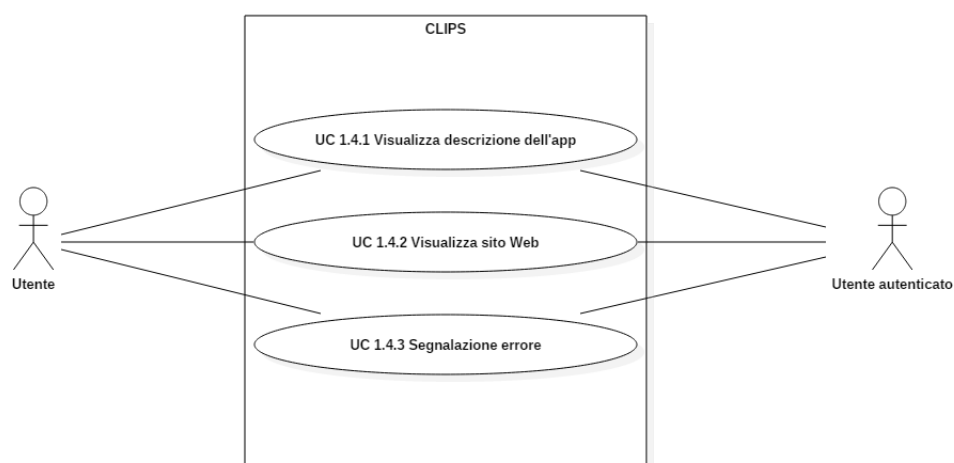 CLIPS
UC 1.4.1 Visualizza descrizione dell'app
UC 1.4.2 Visualizza sito Web
Utente
Utente autenticato
UC 1.4.3 Segnalazione errore